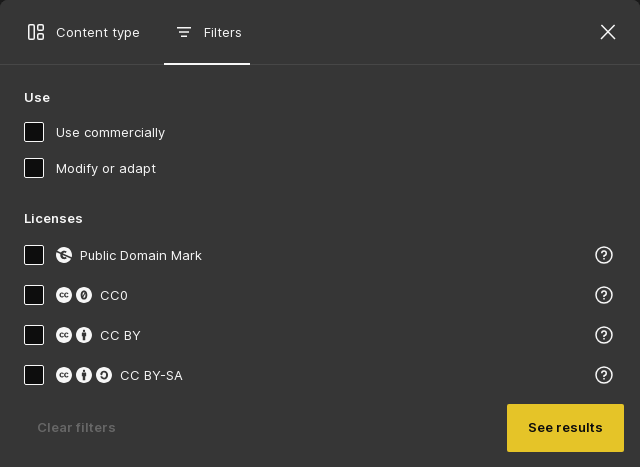 Content type
Filters
Use
Use commercially
Modify or adapt
Licenses
Public Domain Mark
CC0
CC BY
CC BY-SA
Clear filters
See results